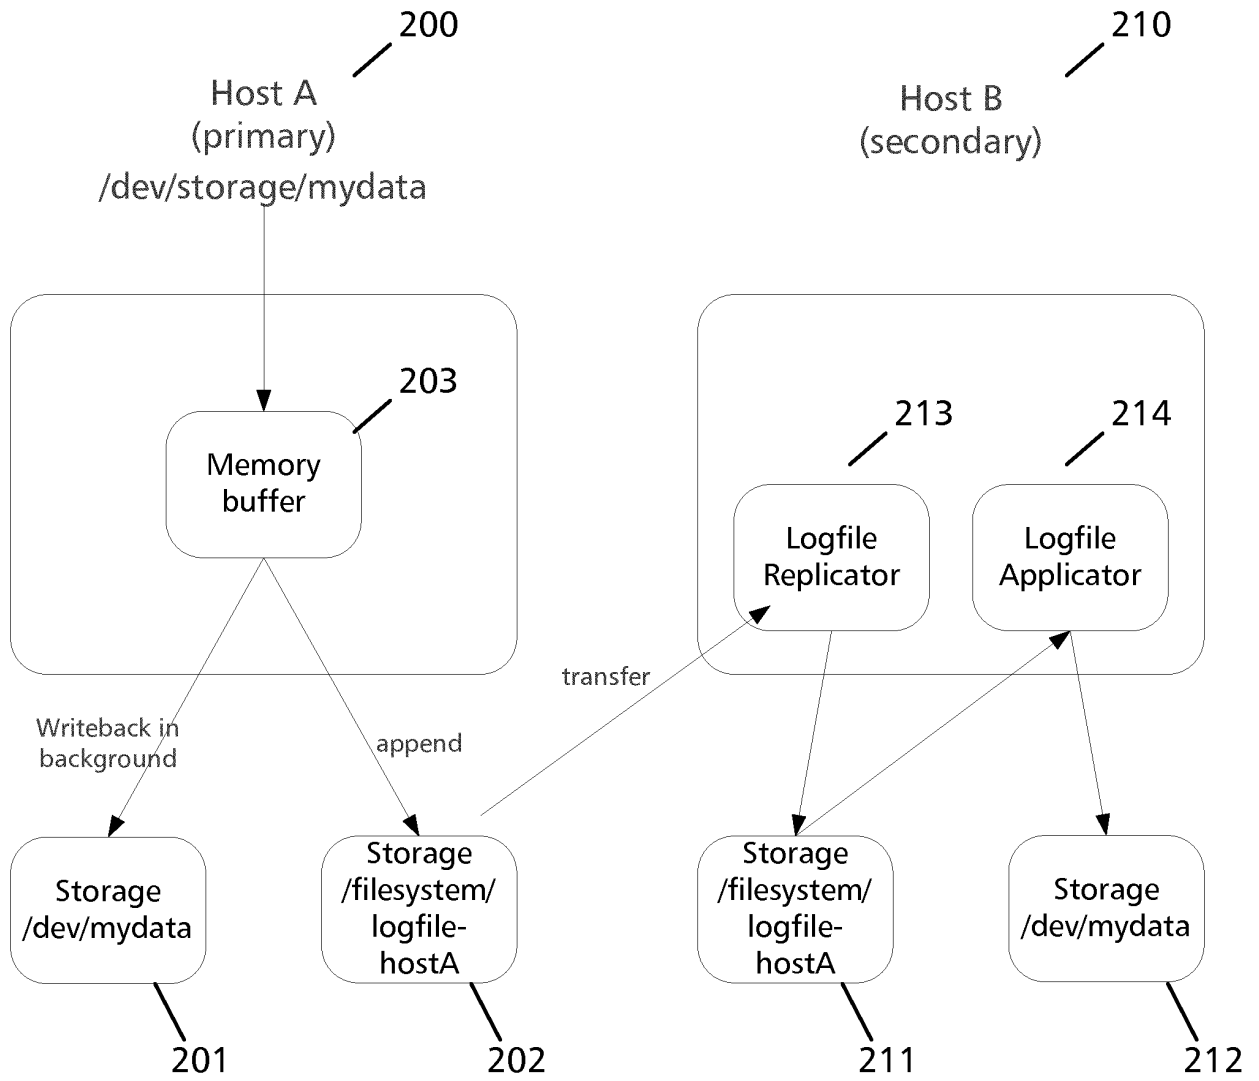 200
Host A
(primary)
/dev/storage/mydata
210
Host B
(secondary)
203
Memory
buffer
213
Logfile
Replicator
214
Logfile
Applicator
Writeback in
background
append
transfer
Storage
/dev/mydata
201
Storage
/filesystem/
logfile-
hostA
202
Storage
/filesystem/
logfile-
hostA
211
Storage
/dev/mydata
212